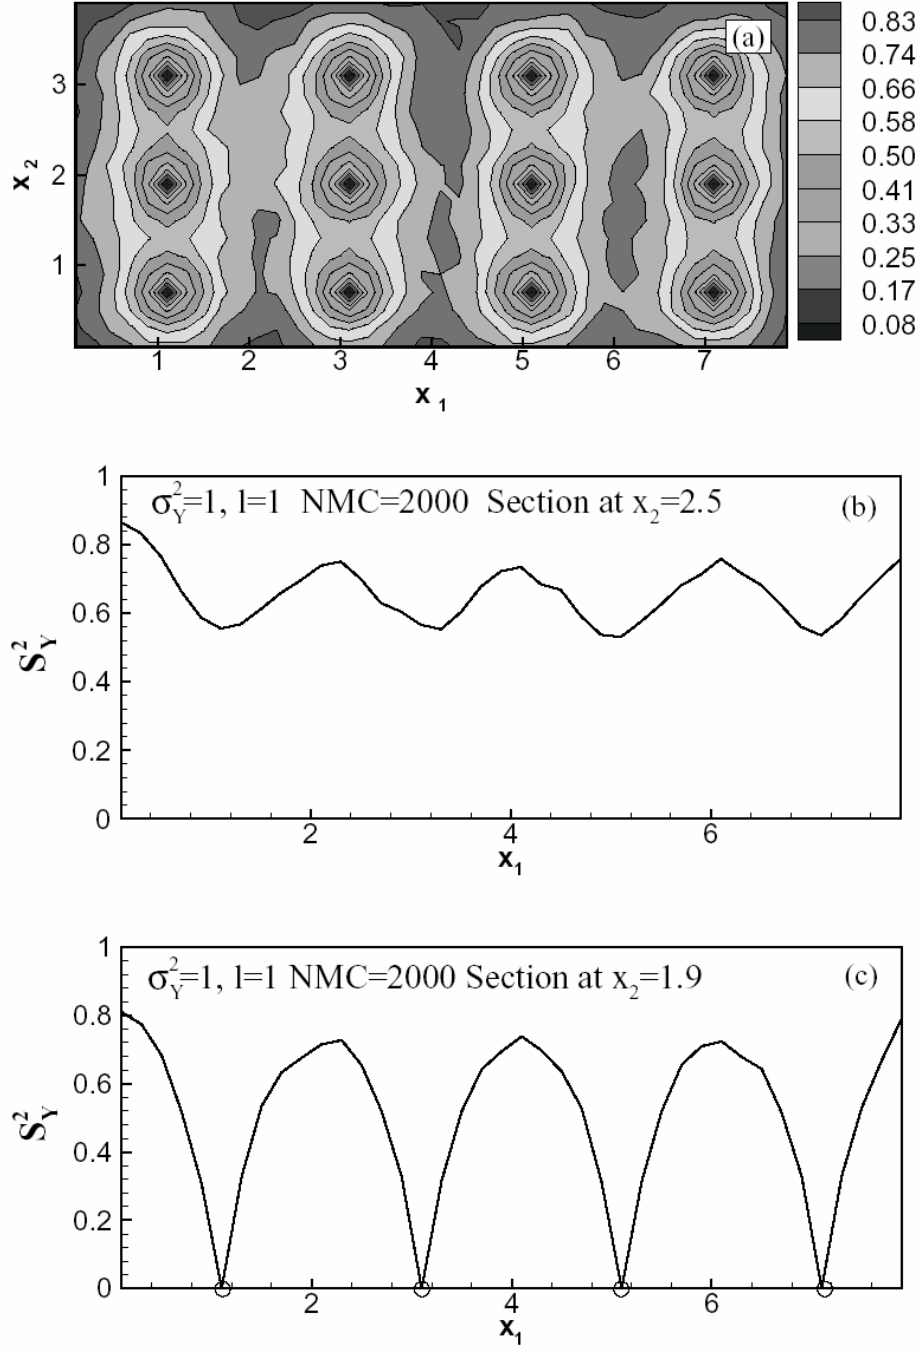 (a)
x2
3
2
1
1 2 3 4 5 6 7
x1
0.83
0.74
0.66
0.58
0.50
0.41
0.33
0.25
0.17
0.08
σ²Y=1, l=1 NMC=2000 Section at x2=2.5
(b)
S²Y
1
0.8
0.6
0.4
0.2
0
2 4 6
x1
σ²Y=1, l=1 NMC=2000 Section at x2=1.9
(c)
S²Y
1
0.8
0.6
0.4
0.2
0
2 4 6
x1